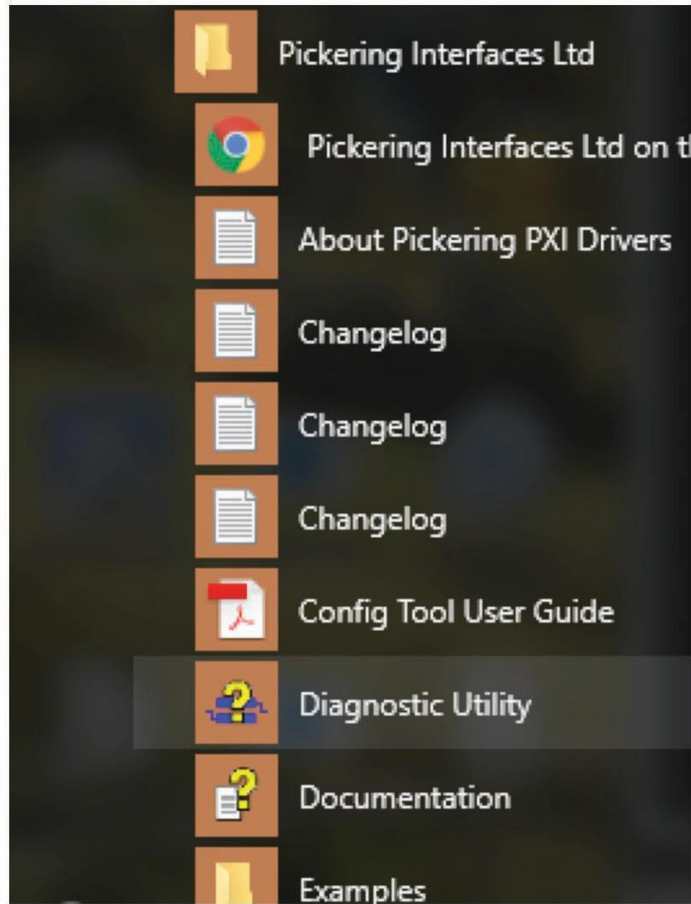 Pickering Interfaces Ltd
Pickering Interfaces Ltd on
About Pickering PXI Drivers
Changelog
Changelog
Changelog
Config Tool User Guide
Diagnostic Utility
Documentation
Examples